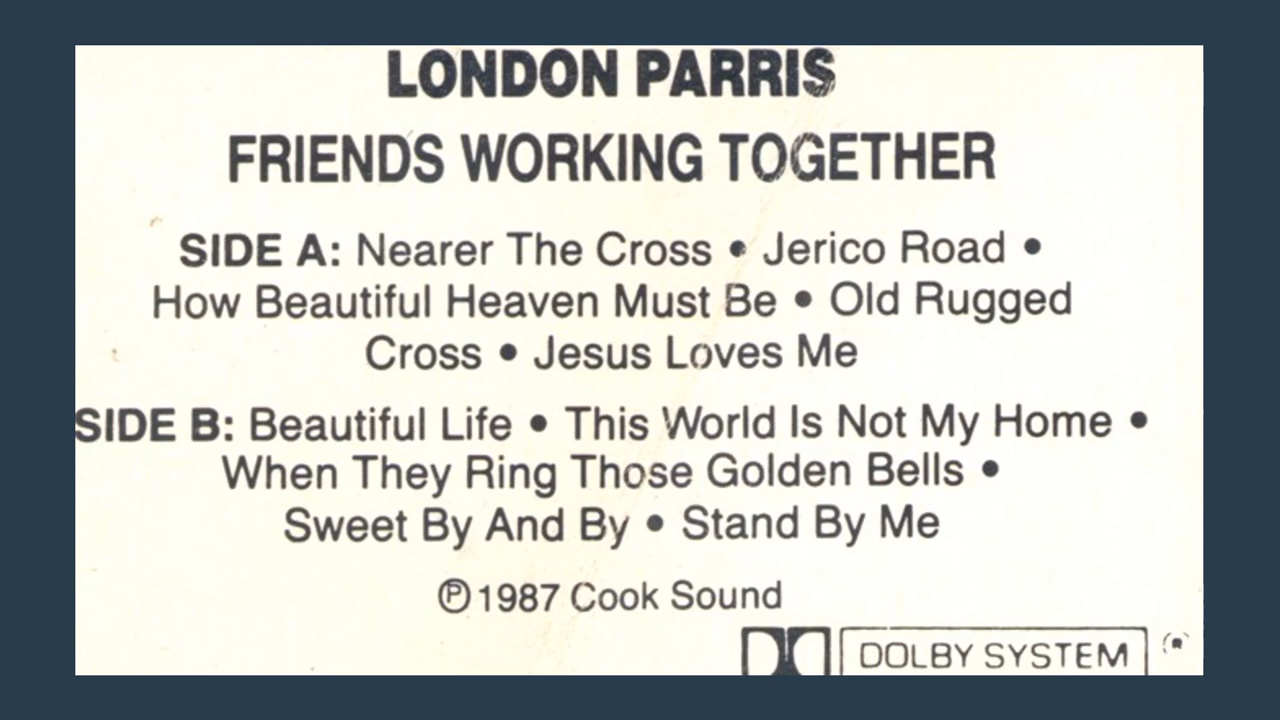 LONDON PARRIS
FRIENDS WORKING TOGETHER
SIDE A: Nearer The Cross • Jerico Road •
How Beautiful Heaven Must Be • Old Rugged
Cross • Jesus Loves Me
SIDE B: Beautiful Life • This World Is Not My Home •
When They Ring Those Golden Bells •
Sweet By And By • Stand By Me
℗1987 Cook Sound
DOLBY SYSTEM